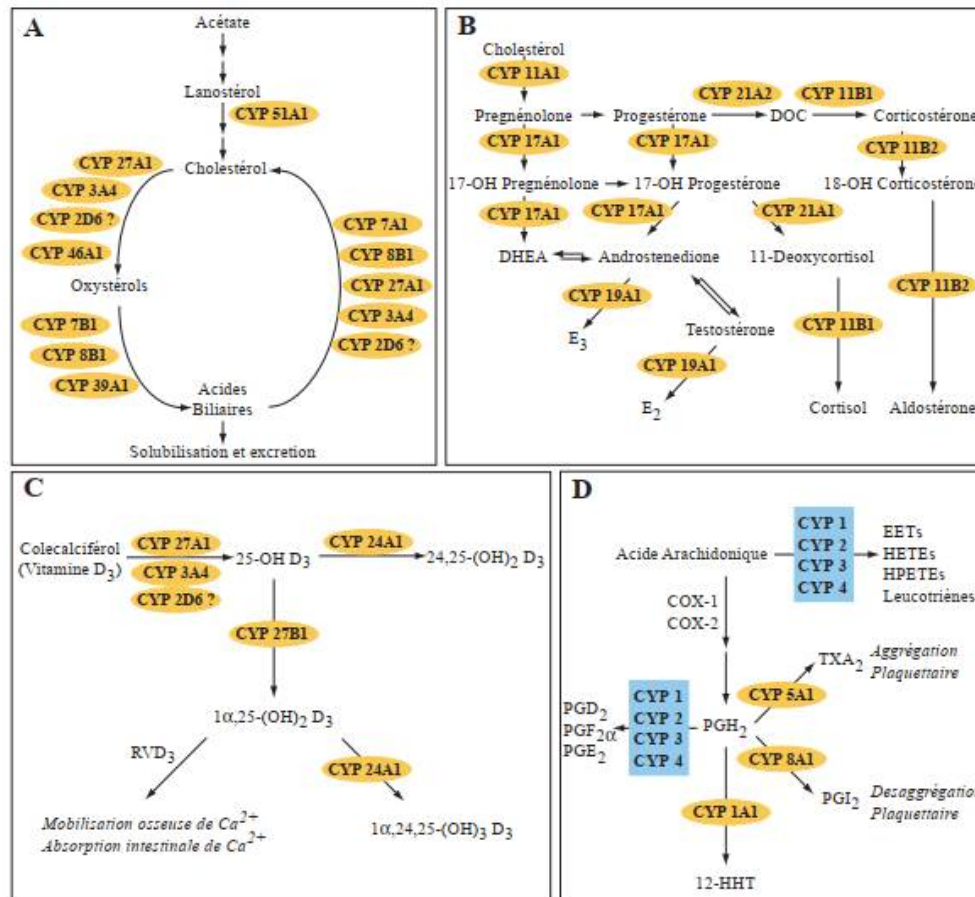 A
Acétate
Lanostérol
CYP 51A1
CYP 27A1
Cholestérol
CYP 3A4
CYP 2D6 ?
CYP 46A1
Oxystérols
CYP 7B1
CYP 8B1
CYP 39A1
CYP 7A1
CYP 8B1
CYP 27A1
CYP 3A4
CYP 2D6 ?
Acides
Biliaires
Solubilisation et excretion
B
Cholestérol
CYP 11A1
CYP 21A2
CYP 11B1
Pregnénolone
Progestérone
DOC
Corticostérone
CYP 17A1
CYP 17A1
CYP 11B2
17-OH Pregnénolone
17-OH Progestérone
18-OH Corticostérone
CYP 17A1
CYP 17A1
CYP 21A1
DHEA
Androstenedione
11-Deoxycortisol
CYP 19A1
CYP 11B2
E3
Testostérone
CYP 11B1
CYP 19A1
E2
Cortisol
Aldostérone
C
Colecalciférol
(Vitamine D3)
CYP 27A1
CYP 3A4
CYP 2D6 ?
25-OH D3
CYP 24A1
24,25-(OH)2 D3
CYP 27B1
1α,25-(OH)2 D3
RVD3
CYP 24A1
Mobilisation osseuse de Ca2+
Absorption intestinale de Ca2+
1α,24,25-(OH)3 D3
D
Acide Arachidonique
CYP 1
CYP 2
CYP 3
CYP 4
EETs
HETEs
HPETEs
Leucotriènes
COX-1
COX-2
TXA2
Aggrégation
Plaquettaire
CYP 5A1
PGD2
PGF2α
PGE2
CYP 1
CYP 2
CYP 3
CYP 4
PGH2
CYP 8A1
PGI2
Desaggrégation
Plaquettaire
CYP 1A1
12-HHT